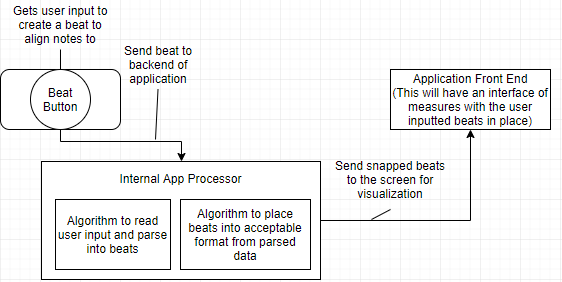 Gets user input to
create a beat to
align notes to
Send beat to
backend of
application
Beat
Button
Application Front End
(This will have an interface of
measures with the user
inputted beats in place)
Internal App Processor
Send snapped beats
to the screen for
visualization
Algorithm to read
user input and parse
into beats
Algorithm to place
beats into acceptable
format from parsed
data